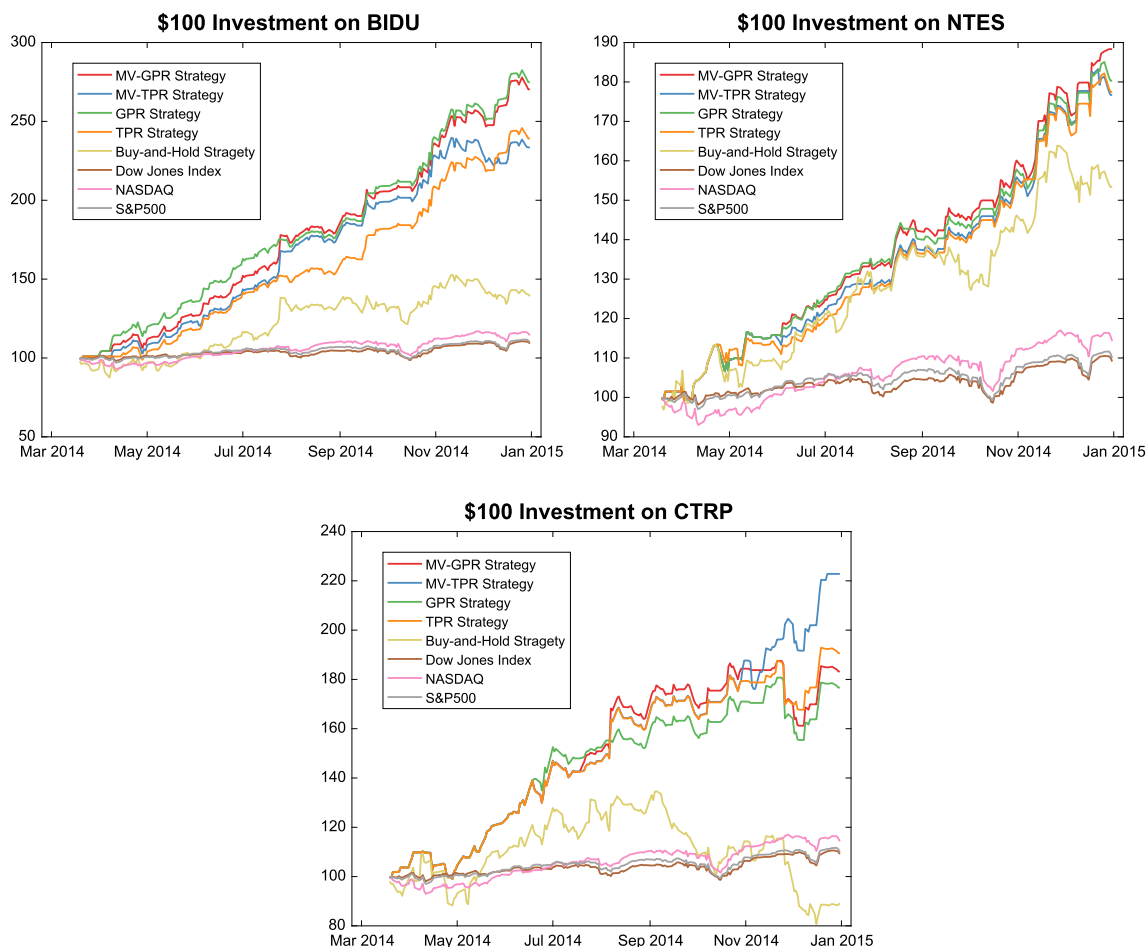 $100 Investment on BIDU
300
250
200
150
100
50
MV-GPR Strategy
MV-TPR Strategy
GPR Strategy
TPR Strategy
Buy-and-Hold Stragety
Dow Jones Index
NASDAQ
S&P500
Mar 2014 May 2014 Jul 2014 Sep 2014 Nov 2014 Jan 2015
$100 Investment on NTES
190
180
170
160
150
140
130
120
110
100
90
MV-GPR Strategy
MV-TPR Strategy
GPR Strategy
TPR Strategy
Buy-and-Hold Stragety
Dow Jones Index
NASDAQ
S&P500
Mar 2014 May 2014 Jul 2014 Sep 2014 Nov 2014 Jan 2015
$100 Investment on CTRP
240
220
200
180
160
140
120
100
80
MV-GPR Strategy
MV-TPR Strategy
GPR Strategy
TPR Strategy
Buy-and-Hold Stragety
Dow Jones Index
NASDAQ
S&P500
Mar 2014 May 2014 Jul 2014 Sep 2014 Nov 2014 Jan 2015